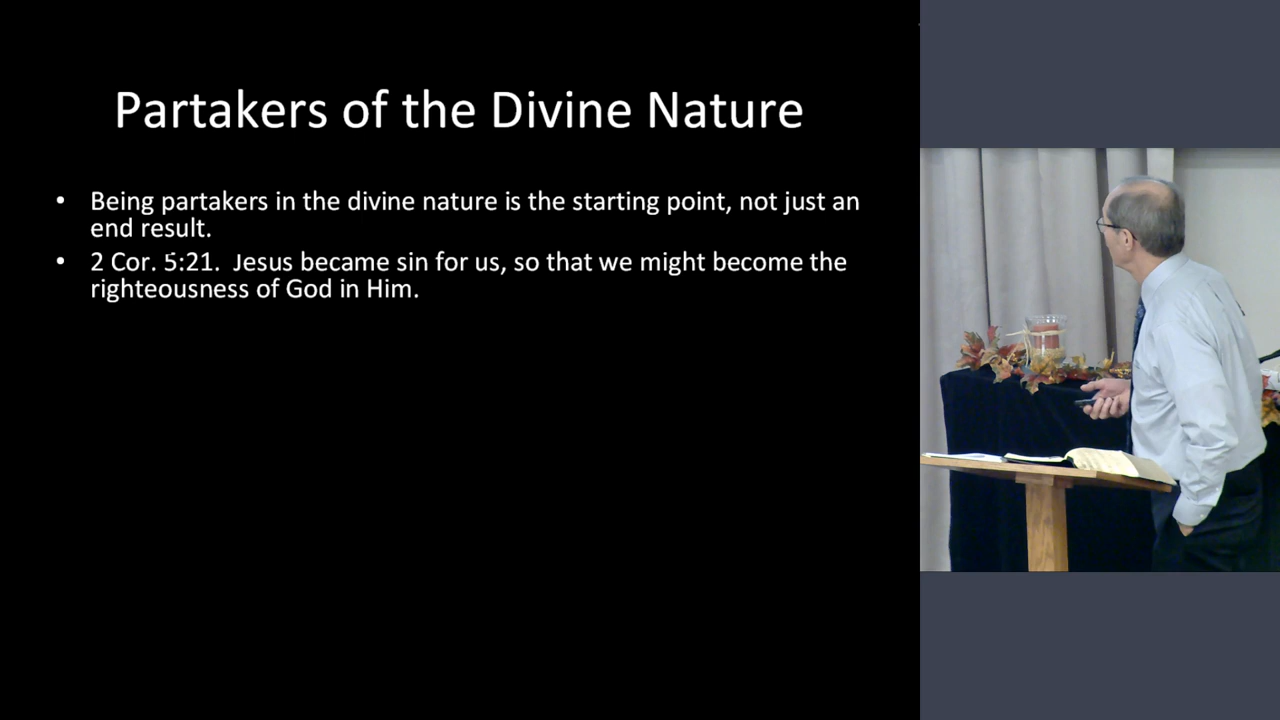 Partakers of the Divine Nature
• Being partakers in the divine nature is the starting point, not just an
end result.
• 2 Cor. 5:21.  Jesus became sin for us, so that we might become the
righteousness of God in Him.